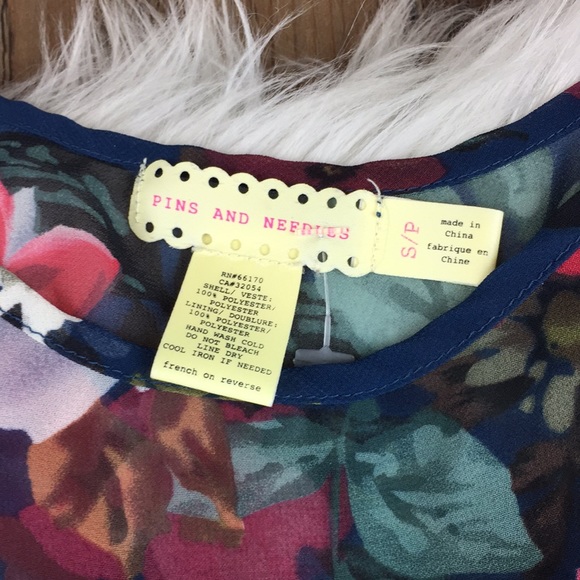 PINS AND NEEDLES
S/P
made in
China
fabrique en
Chine
RN#66170
CA#32054
SHELL/ VESTE:
100% POLYESTER/
POLYESTER
LINING/ DOUBLURE:
100% POLYESTER/
POLYESTER
HAND WASH COLD
DO NOT BLEACH
LINE DRY
COOL IRON IF NEEDED
french on reverse